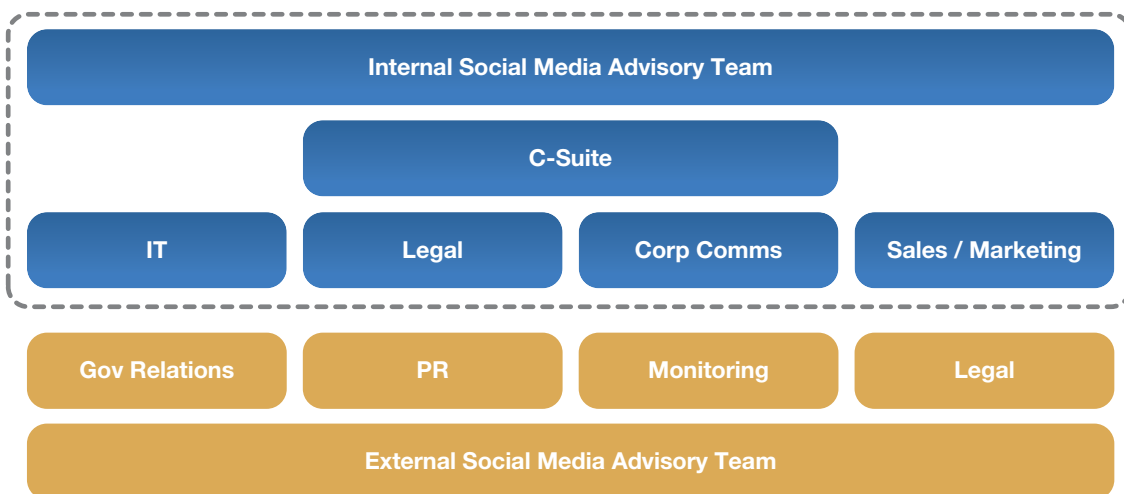 Internal Social Media Advisory Team
C-Suite
IT
Legal
Corp Comms
Sales / Marketing
Gov Relations
PR
Monitoring
Legal
External Social Media Advisory Team